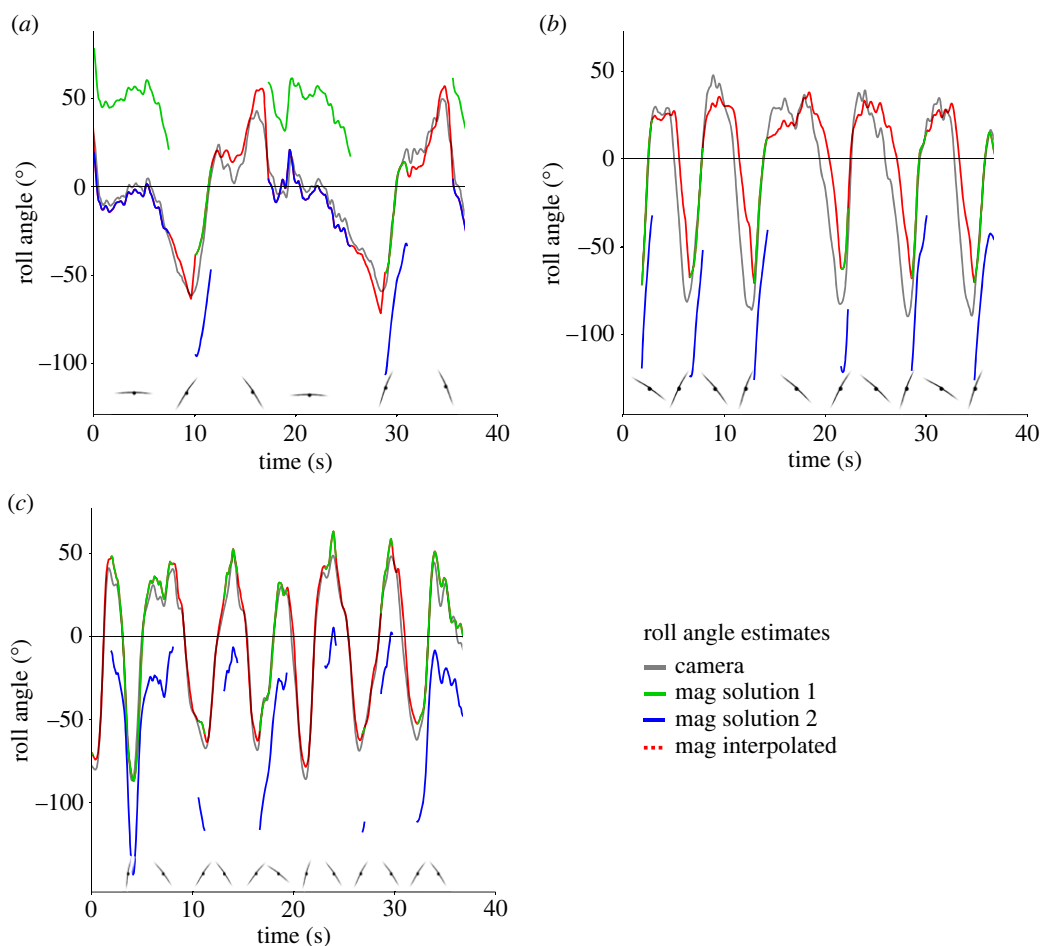 (a)
roll angle (°)
50
0
–50
–100
0 10 20 30 40
time (s)
(b)
roll angle (°)
50
0
–50
–100
0 10 20 30 40
time (s)
(c)
roll angle (°)
50
0
–50
–100
0 10 20 30 40
time (s)
roll angle estimates
camera
mag solution 1
mag solution 2
mag interpolated